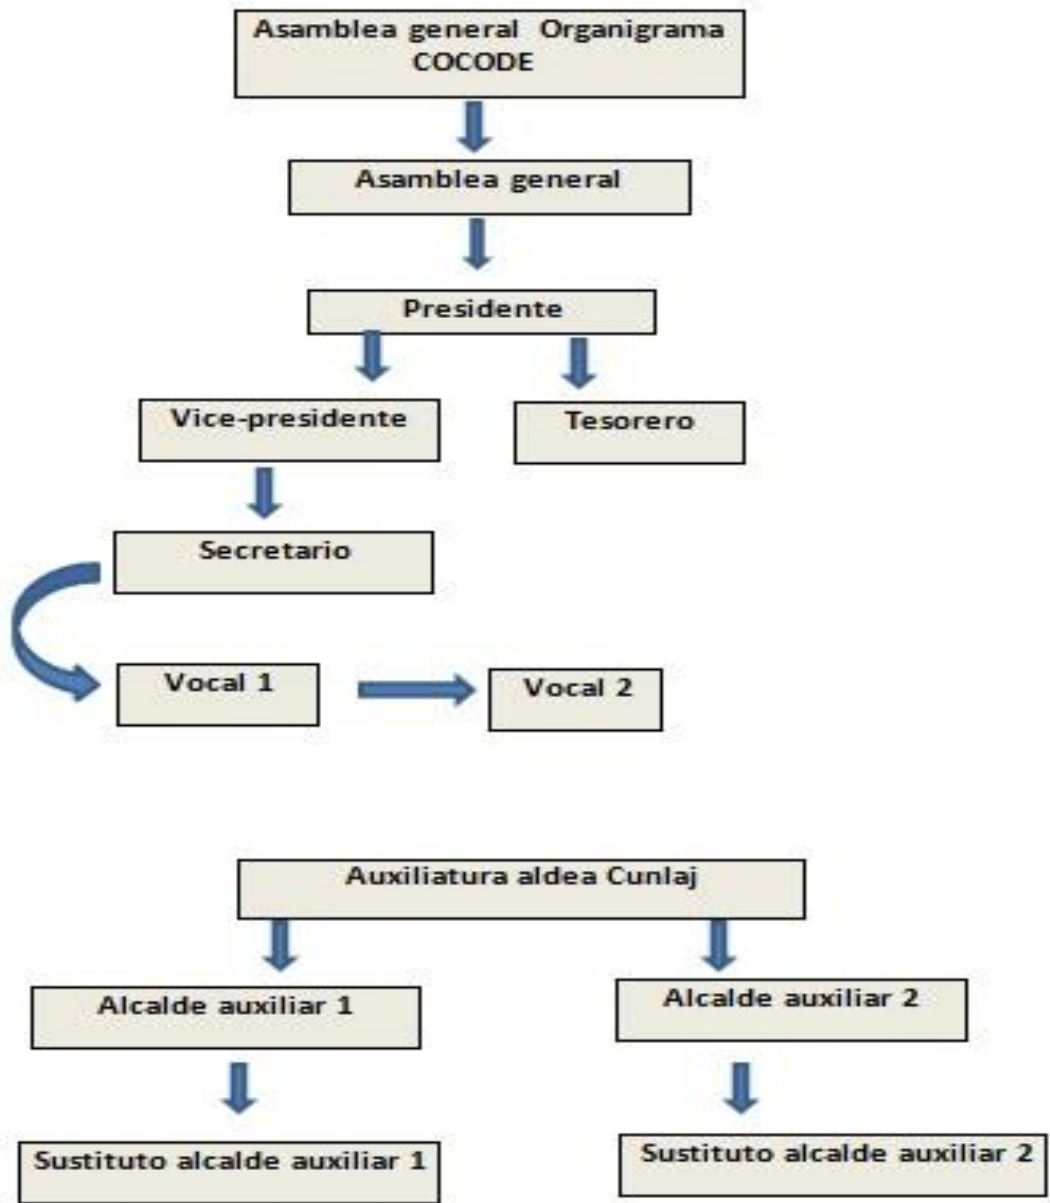 Asamblea general Organigrama
COCODE
Asamblea general
Presidente
Vice-presidente
Tesorero
Secretario
Vocal 1
Vocal 2
Auxiliatura aldea Cunlaj
Alcalde auxiliar 1
Alcalde auxiliar 2
Sustituto alcalde auxiliar 1
Sustituto alcalde auxiliar 2